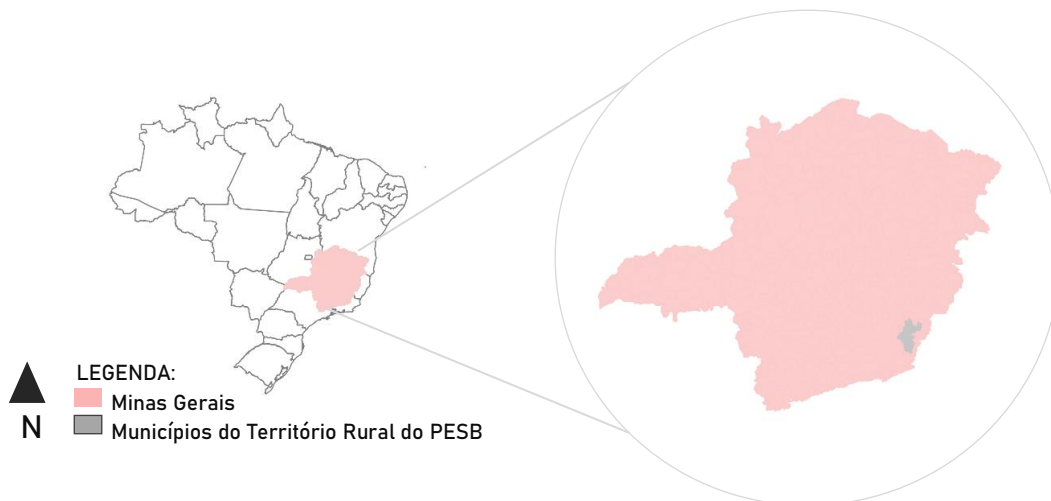 LEGENDA:
Minas Gerais
N
Municípios do Território Rural do PESB